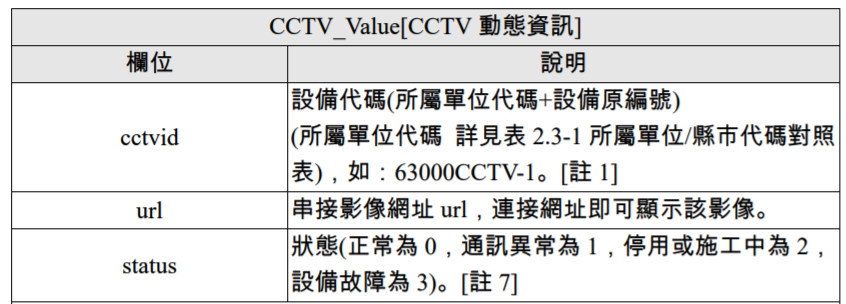 CCTV_Value[CCTV 動態資訊]
欄位 說明
cctvid
設備代碼(所屬單位代碼+設備原編號)
(所屬單位代碼 詳見表 2.3-1 所屬單位/縣市代碼對照
表),如:63000CCTV-1。[註 1]
url
串接影像網址 url,連接網址即可顯示該影像。
status
狀態(正常為 0,通訊異常為 1,停用或施工中為 2,
設備故障為 3)。[註 7]